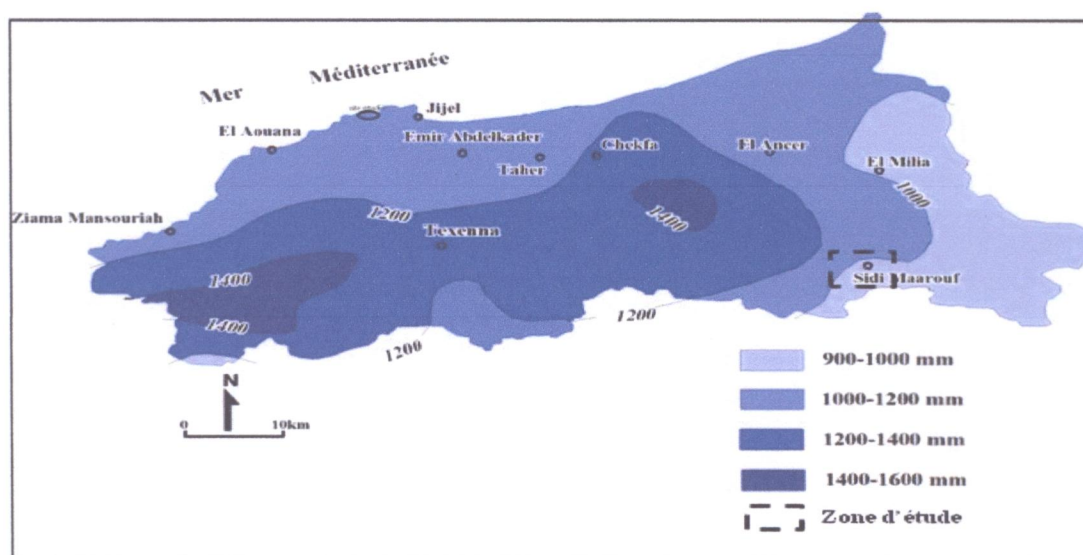 Mer Méditerranée
Jijel
El Aouana
Emir Abdelkader
Taher
Chekfa
El Ancer
El Milia
1000
Ziama Mansouriah
1200
1400
Texenna
1400
Sidi Maarouf
1400
1200
1200
N
0 10km
900-1000 mm
1000-1200 mm
1200-1400 mm
1400-1600 mm
Zone d'étude